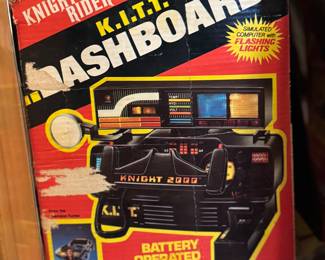 KNIGHT
RIDER
K.I.T.T.
DASHBOARD
SIMULATED
COMPUTER with
FLASHING
LIGHTS
KNIGHT 2000
K.I.T.T.
BATTERY
OPERATED